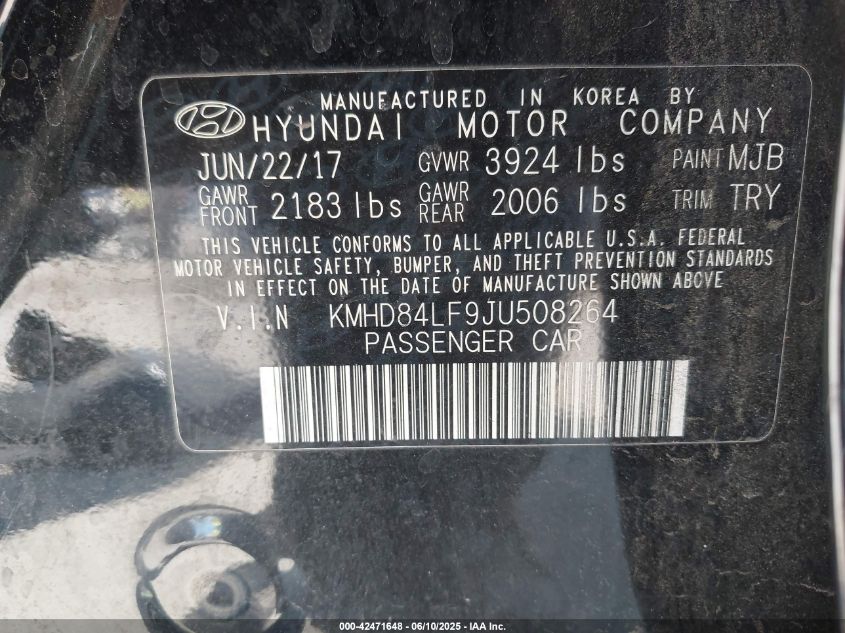 MANUFACTURED IN KOREA BY
HYUNDAI MOTOR COMPANY
JUN/22/17 GVWR 3924 lbs PAINT MJB
GAWR FRONT 2183 lbs GAWR REAR 2006 lbs TRIM TRY
THIS VEHICLE CONFORMS TO ALL APPLICABLE U.S.A. FEDERAL
MOTOR VEHICLE SAFETY, BUMPER, AND THEFT PREVENTION STANDARDS
IN EFFECT ON THE DATE OF MANUFACTURE SHOWN ABOVE
V.I.N KMHD84LF9JU508264
PASSENGER CAR
000-42471648 - 06/10/2025 - IAA Inc.